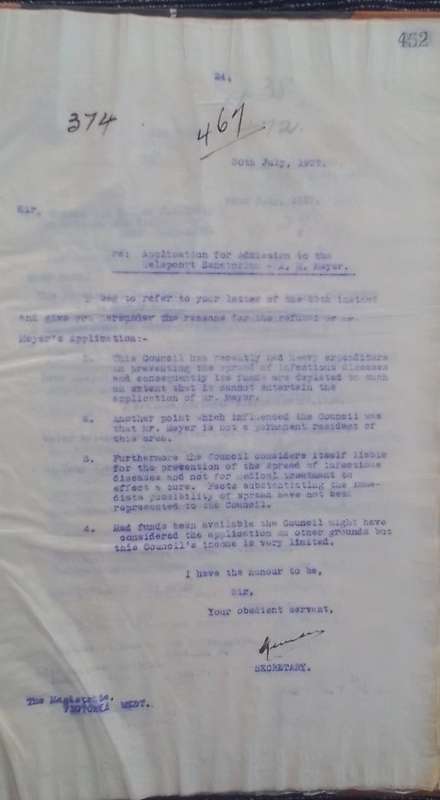 452
24.
374
467
30th July, 1927.
Sir,
re: Application for Admission to the
Nelspoort Sanatorium - Meyer.
I beg to refer to your letter of the instant
and give you hereunder the reasons for the refusal of Mr.
Meyer's Application:-
1. This Council has recently had heavy expenditure
in preventing the spread of infectious diseases
and consequently its funds are depleted to such
an extent that it cannot entertain the
application of Mr. Meyer.
2. Another point which influenced the Council was
that Mr. Meyer is not a permanent resident of
this area.
3. Furthermore the Council considers itself liable
for the prevention of the spread of infectious
diseases and not for medical treatment to
effect a cure. Facts substantiating the imme-
diate possibility of spread have not been
represented to the Council.
4. Had funds been available the Council might have
considered the application on other grounds but
this Council's income is very limited.
I have the honour to be,
Sir,
Your obedient servant,
SECRETARY.
The Magistrate,
VICTORIA WEST.